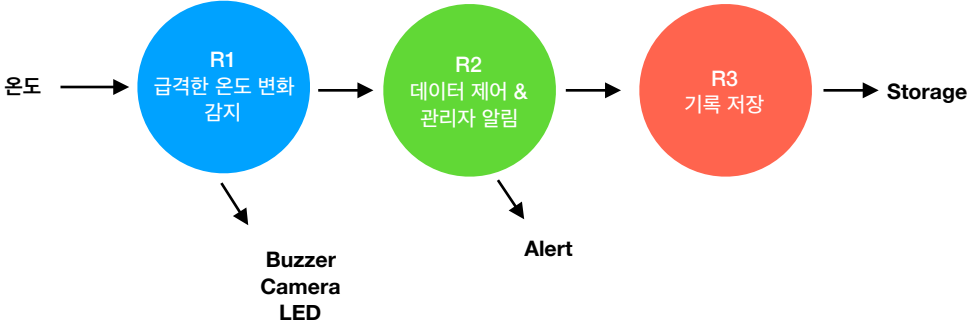 온도
R1
급격한 온도 변화
감지
R2
데이터 제어 &
관리자 알림
R3
기록 저장
Storage
Buzzer
Camera
LED
Alert